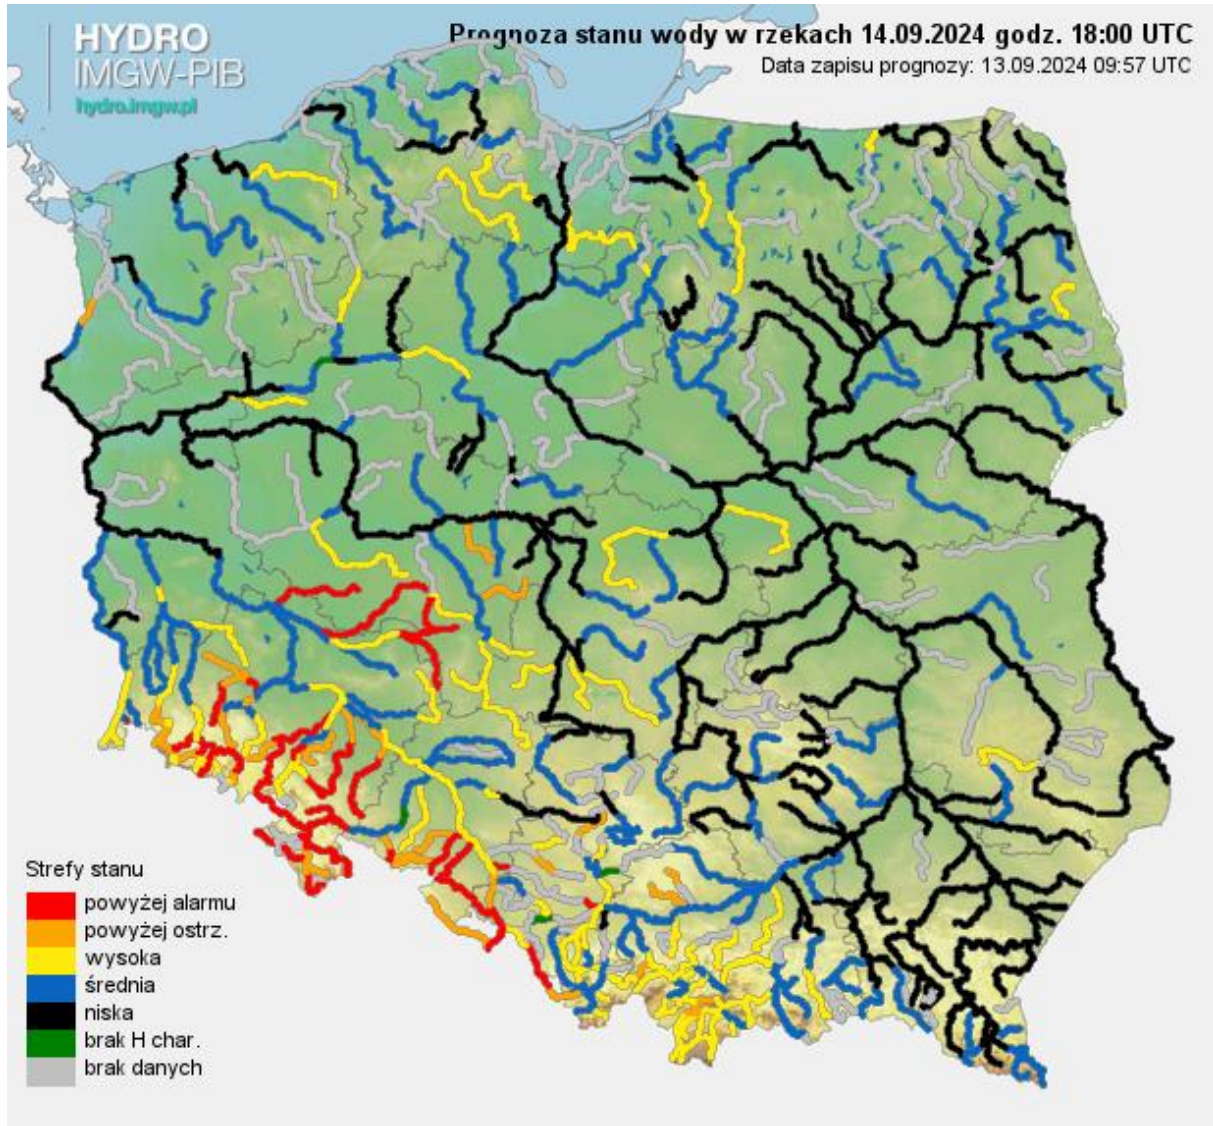 HYDRO
IMGW-PIB
hydro.imgw.pl
Prognoza stanu wody w rzekach 14.09.2024 godz. 18:00 UTC
Data zapisu prognozy: 13.09.2024 09:57 UTC
Strefy stanu
powyżej alarmu
powyżej ostrz.
wysoka
średnia
niska
brak H char.
brak danych